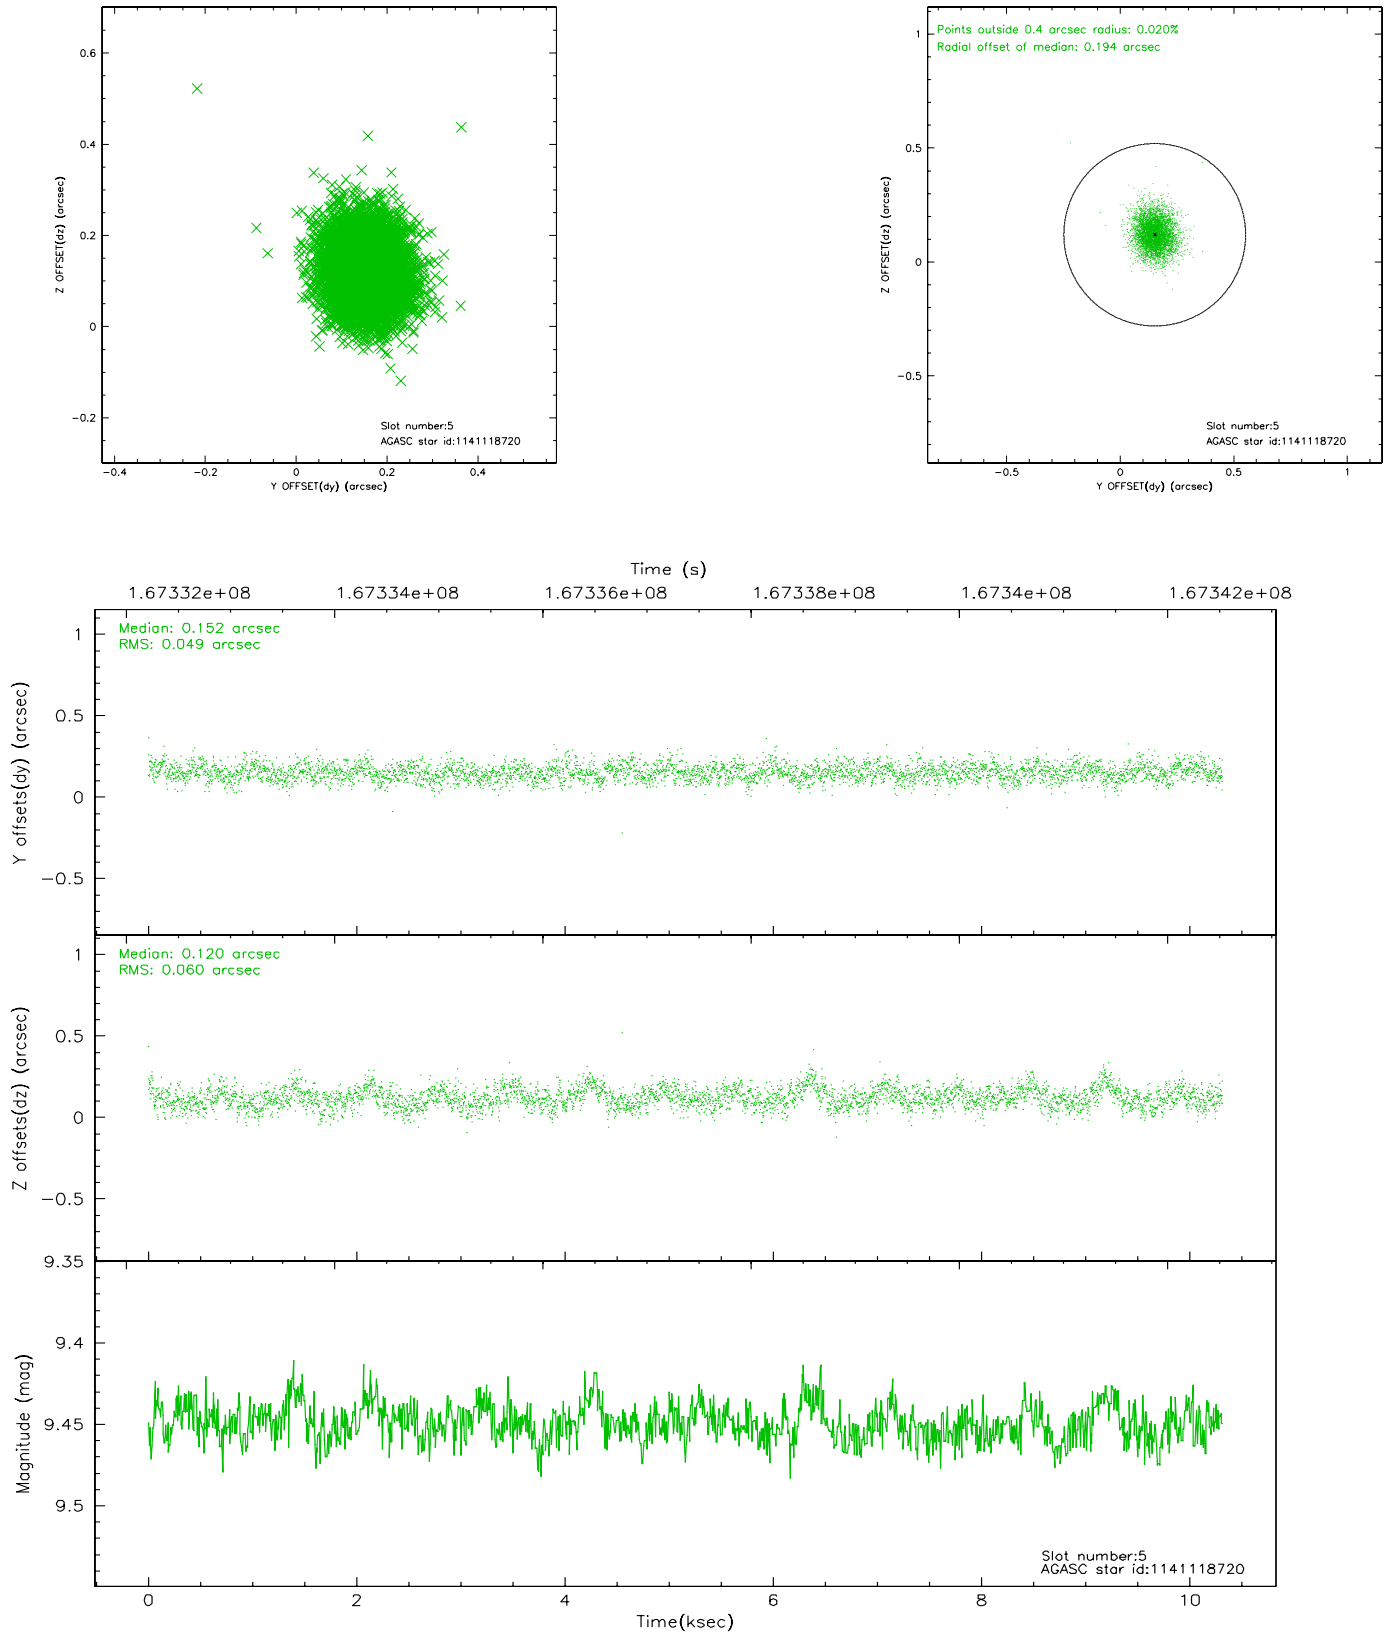 0.6
0.4
0.2
0
−0.2
Z OFFSET(dz) (arcsec)
Slot number:5
AGASC star id:1141118720
−0.4 −0.2 0 0.2 0.4
Y OFFSET(dy) (arcsec)
Points outside 0.4 arcsec radius: 0.020%
Radial offset of median: 0.194 arcsec
1
0.5
0
−0.5
Z OFFSET(dz) (arcsec)
Slot number:5
AGASC star id:1141118720
−0.5 0 0.5 1
Y OFFSET(dy) (arcsec)
Time (s)
1.67332e+08 1.67334e+08 1.67336e+08 1.67338e+08 1.6734e+08 1.67342e+08
Median: 0.152 arcsec
RMS: 0.049 arcsec
1
0.5
0
−0.5
Y offsets(dy) (arcsec)
Median: 0.120 arcsec
RMS: 0.060 arcsec
1
0.5
0
−0.5
Z offsets(dz) (arcsec)
9.35
9.4
9.45
9.5
Magnitude (mag)
Slot number:5
AGASC star id:1141118720
0 2 4 6 8 10
Time(ksec)